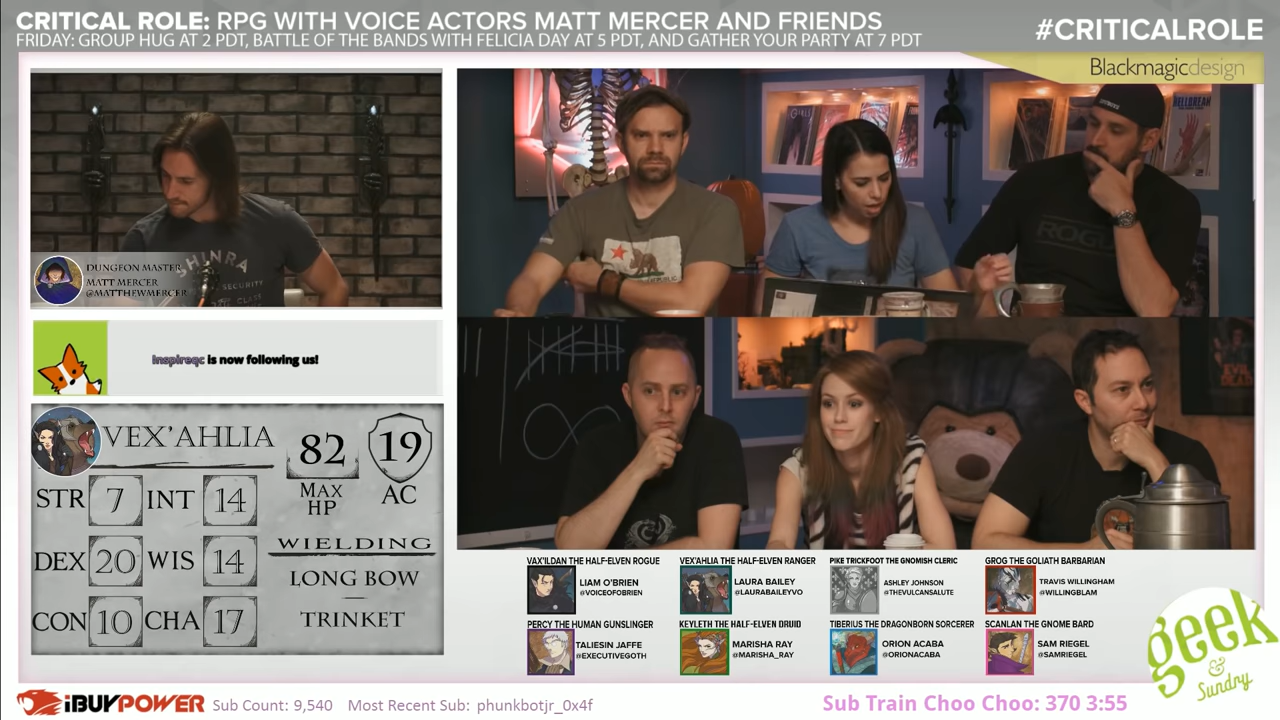 CRITICAL ROLE: RPG WITH VOICE ACTORS MATT MERCER AND FRIENDS
FRIDAY: GROUP HUG AT 2 PDT, BATTLE OF THE BANDS WITH FELICIA DAY AT 5 PDT, AND GATHER YOUR PARTY AT 7 PDT
#CRITICALROLE
Blackmagicdesign
SHINRA
SECURITY
CLASS
DUNGEON MASTER
MATT MERCER
@MATTHEWMERCER
ROGU
Inspireqc is now following us!
VEX'AHLIA
82
MAX
HP
19
AC
STR 7 INT 14
DEX 20 WIS 14
CON 10 CHA 17
WIELDING
LONG BOW
TRINKET
VAX'ILDAN THE HALF-ELVEN ROGUE
LIAM O'BRIEN
@VOICEOFOBRIEN
VEX'AHLIA THE HALF-ELVEN RANGER
LAURA BAILEY
@LAURABAILEYVO
PIKE TRICKFOOT THE GNOMISH CLERIC
ASHLEY JOHNSON
@THEVULCANSALUTE
GROG THE GOLIATH BARBARIAN
TRAVIS WILLINGHAM
@WILLINGBLAM
PERCY THE HUMAN GUNSLINGER
TALIESIN JAFFE
@EXECUTIVEGOTH
KEYLETH THE HALF-ELVEN DRUID
MARISHA RAY
@MARISHA_RAY
TIBERIUS THE DRAGONBORN SORCERER
ORION ACABA
@ORIONACABA
SCANLAN THE GNOME BARD
SAM RIEGEL
@SAMRIEGEL
geek
&
Sundry
iBUYPOWER
Sub Count: 9,540 Most Recent Sub: phunkbotjr_0x4f
Sub Train Choo Choo: 370 3:55